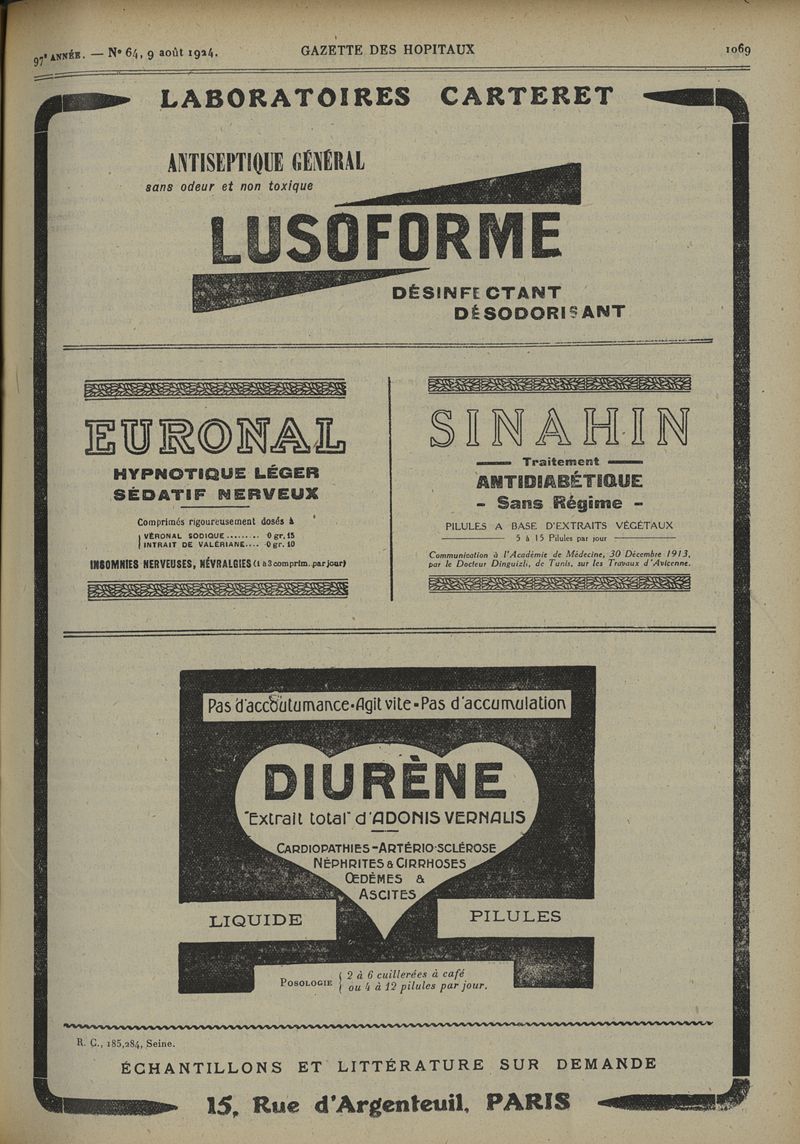 97e ANNÉE. — N° 64, 9 août 1924.
GAZETTE DES HOPITAUX
1069
LABORATOIRES CARTERET
ANTISEPTIQUE GÉNÉRAL
sans odeur et non toxique
LUSOFORME
DÉSINFECTANT
DÉSODORISANT
EURONAL
HYPNOTIQUE LÉGER
SÉDATIF NERVEUX
Comprimés rigoureusement dosés à
VÉRONAL SODIQUE......... 0 gr. 15
INTRAIT DE VALÉRIANE.... 0 gr. 10
INSOMNIES NERVEUSES, NÉVRALGIES (1 à 3 comprim. par jour)
SINAHIN
Traitement
ANTIDIABÉTIQUE
- Sans Régime -
PILULES A BASE D'EXTRAITS VÉGÉTAUX
5 à 15 Pilules par jour
Communication à l'Académie de Médecine, 30 Décembre 1913,
par le Docteur Dinguizli, de Tunis, sur les Travaux d'Avicenne.
Pas d'accoutumance-Agit vite-Pas d'accumulation
DIURÈNE
"Extrait total" d'ADONIS VERNALIS
CARDIOPATHIES-ARTÉRIO-SCLÉROSE
NÉPHRITES & CIRRHOSES
ŒDÈMES &
ASCITES
LIQUIDE
PILULES
POSOLOGIE { 2 à 6 cuillerées à café
ou 4 à 12 pilules par jour.
R. C., 185,284, Seine.
ÉCHANTILLONS ET LITTÉRATURE SUR DEMANDE
15, Rue d'Argenteuil, PARIS